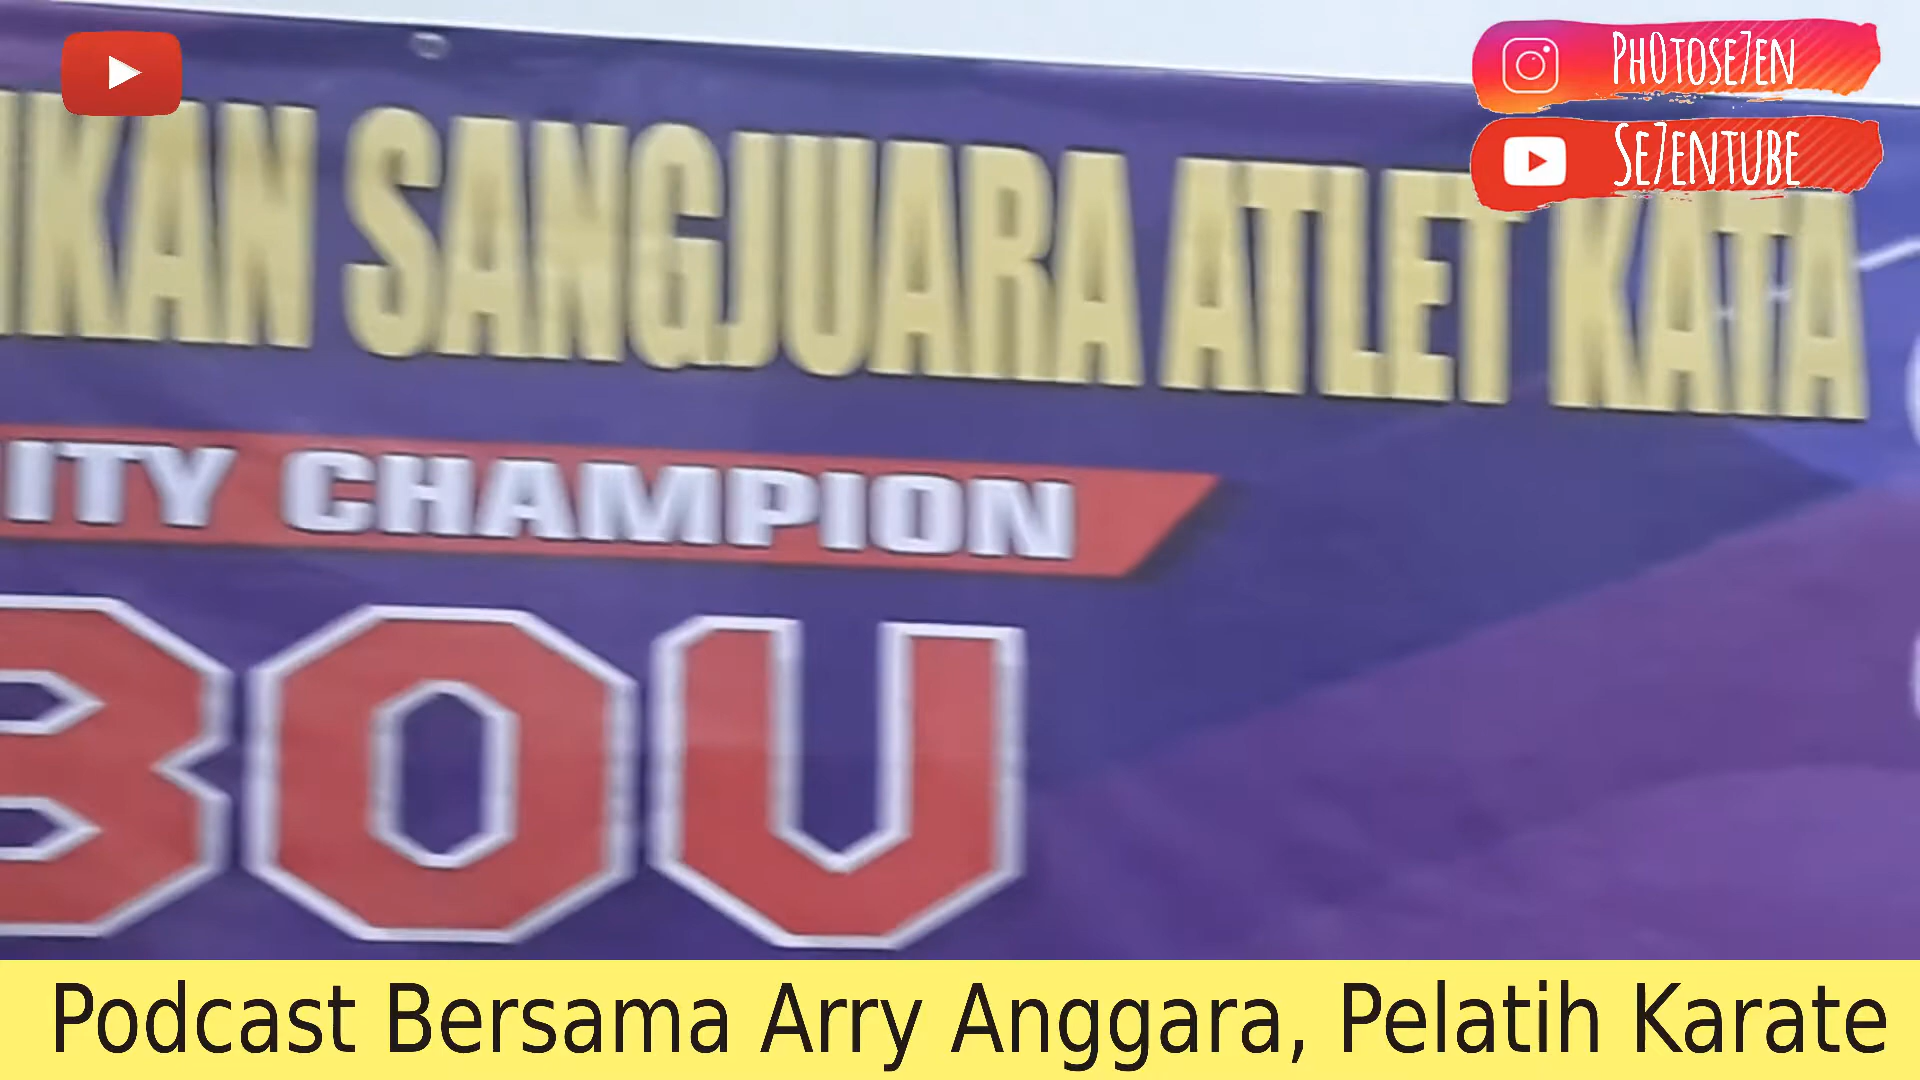 PH0TOSE7EN
SE7ENTUBE
IKAN SANGJUARA ATLET KATA
ITY CHAMPION
BOU
Podcast Bersama Arry Anggara, Pelatih Karate